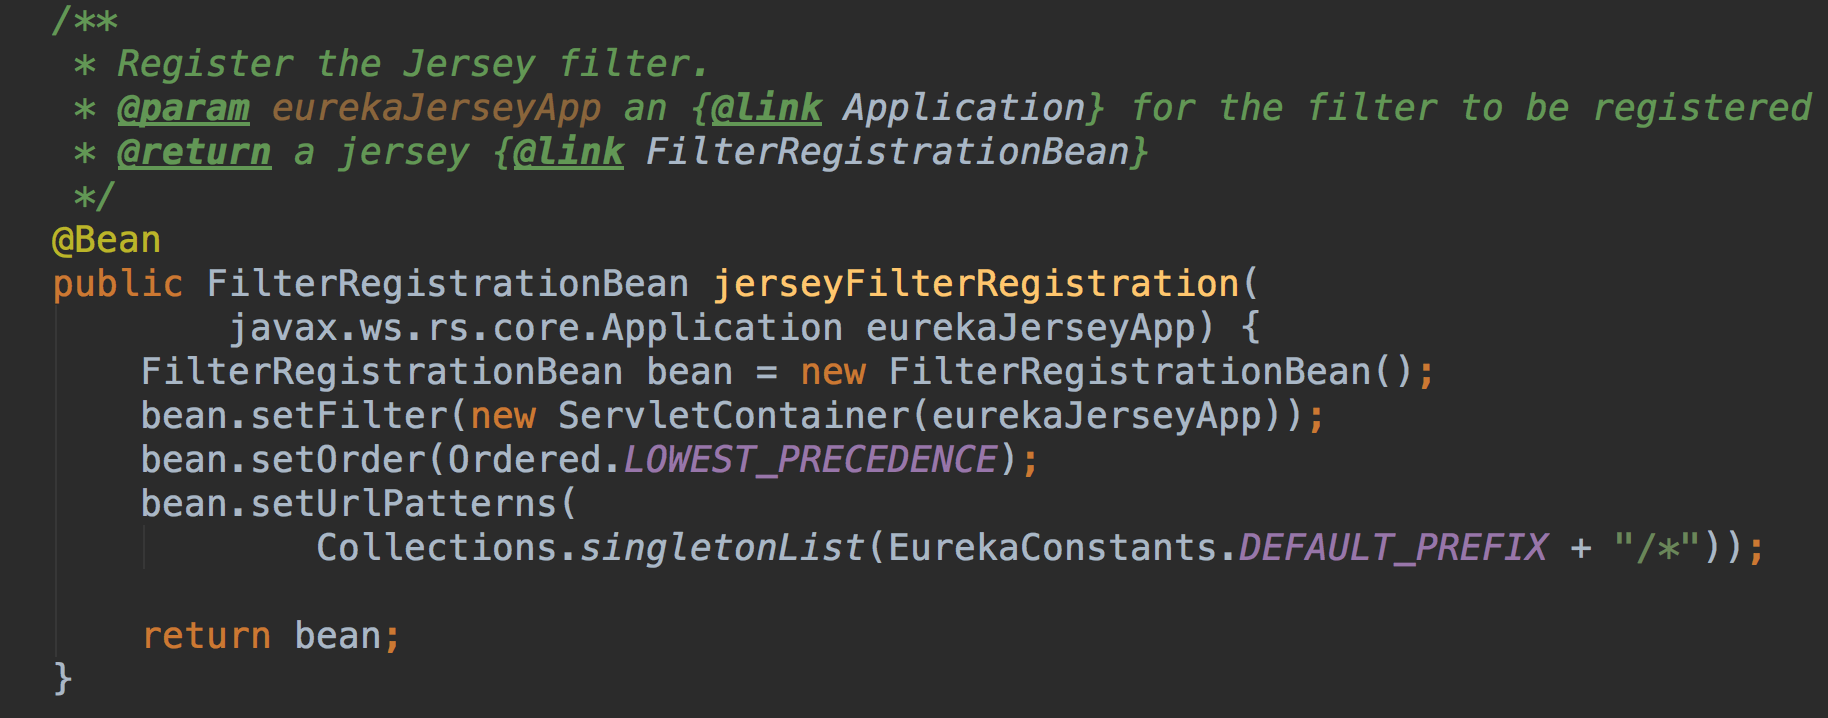 /**
 * Register the Jersey filter.
 * @param eurekaJerseyApp an {@link Application} for the filter to be registered
 * @return a jersey {@link FilterRegistrationBean}
 */
@Bean
public FilterRegistrationBean jerseyFilterRegistration(
        javax.ws.rs.core.Application eurekaJerseyApp) {
    FilterRegistrationBean bean = new FilterRegistrationBean();
    bean.setFilter(new ServletContainer(eurekaJerseyApp));
    bean.setOrder(Ordered.LOWEST_PRECEDENCE);
    bean.setUrlPatterns(
            Collections.singletonList(EurekaConstants.DEFAULT_PREFIX + "/*"));

    return bean;
}